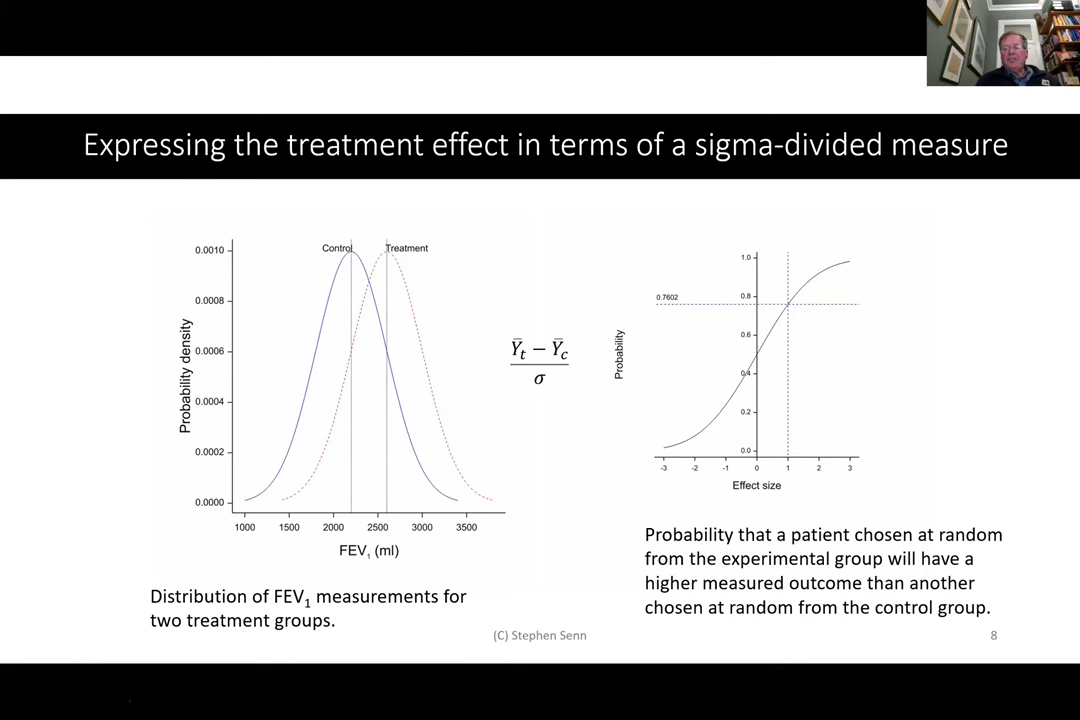 Expressing the treatment effect in terms of a sigma-divided measure
Control
Treatment
0.0010
0.0008
0.0006
0.0004
0.0002
0.0000
Probability density
1000 1500 2000 2500 3000 3500
FEV₁ (ml)
Distribution of FEV₁ measurements for
two treatment groups.
Ȳt − Ȳc
σ
0.7602
1.0
0.8
0.6
0.4
0.2
0.0
Probability
-3 -2 -1 0 1 2 3
Effect size
Probability that a patient chosen at random
from the experimental group will have a
higher measured outcome than another
chosen at random from the control group.
(C) Stephen Senn
8